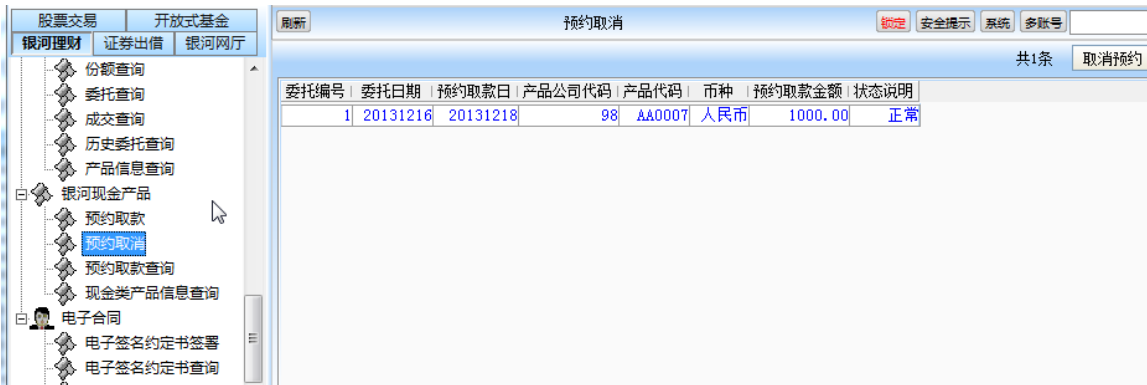 股票交易 开放式基金
银河理财 证券出借 银河网厅
份额查询
委托查询
成交查询
历史委托查询
产品信息查询
银河现金产品
预约取款
预约取消
预约取款查询
现金类产品信息查询
电子合同
电子签名约定书签署
电子签名约定书查询
刷新 预约取消 锁定 安全提示 系统 多账号
共1条 取消预约
委托编号 委托日期 预约取款日 产品公司代码 产品代码 币种 预约取款金额 状态说明
1 20131216 20131218 98 AA0007 人民币 1000.00 正常